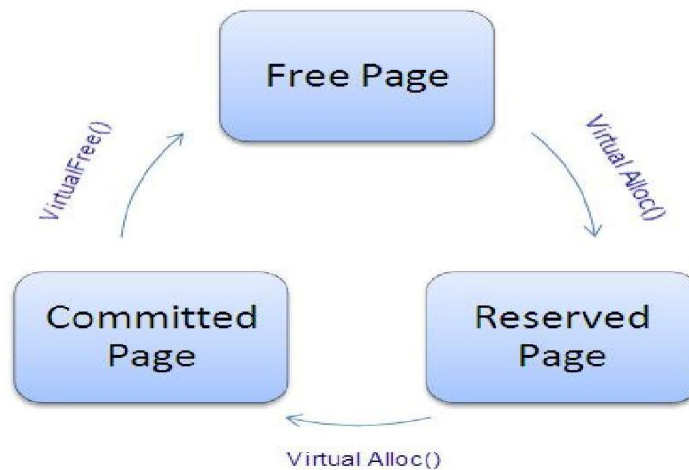 Free Page
VirtualFree()
Virtual Alloc()
Committed
Page
Reserved
Page
Virtual Alloc()